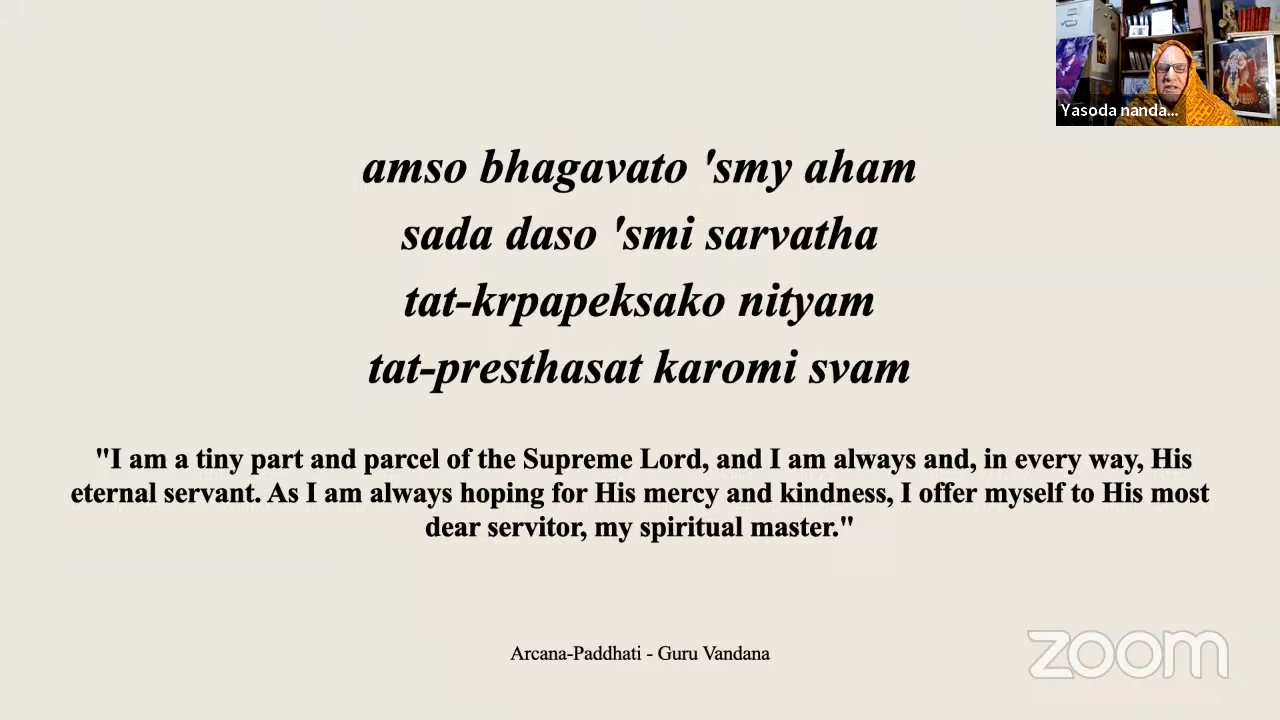 Yasoda nanda...
amso bhagavato 'smy aham
sada daso 'smi sarvatha
tat-krpapeksako nityam
tat-presthasat karomi svam
"I am a tiny part and parcel of the Supreme Lord, and I am always and, in every way, His
eternal servant. As I am always hoping for His mercy and kindness, I offer myself to His most
dear servitor, my spiritual master."
Arcana-Paddhati - Guru Vandana
zoom